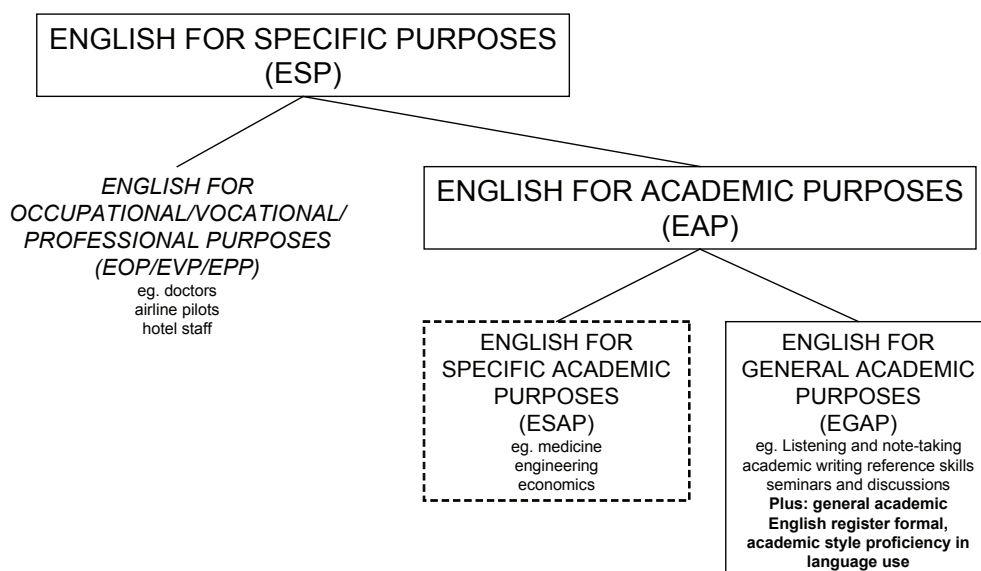 ENGLISH FOR SPECIFIC PURPOSES
(ESP)
ENGLISH FOR
OCCUPATIONAL/VOCATIONAL/
PROFESSIONAL PURPOSES
(EOP/EVP/EPP)
eg. doctors
airline pilots
hotel staff
ENGLISH FOR ACADEMIC PURPOSES
(EAP)
ENGLISH FOR
SPECIFIC ACADEMIC
PURPOSES
(ESAP)
eg. medicine
engineering
economics
ENGLISH FOR
GENERAL ACADEMIC
PURPOSES
(EGAP)
eg. Listening and note-taking
academic writing reference skills
seminars and discussions
Plus: general academic
English register formal,
academic style proficiency in
language use